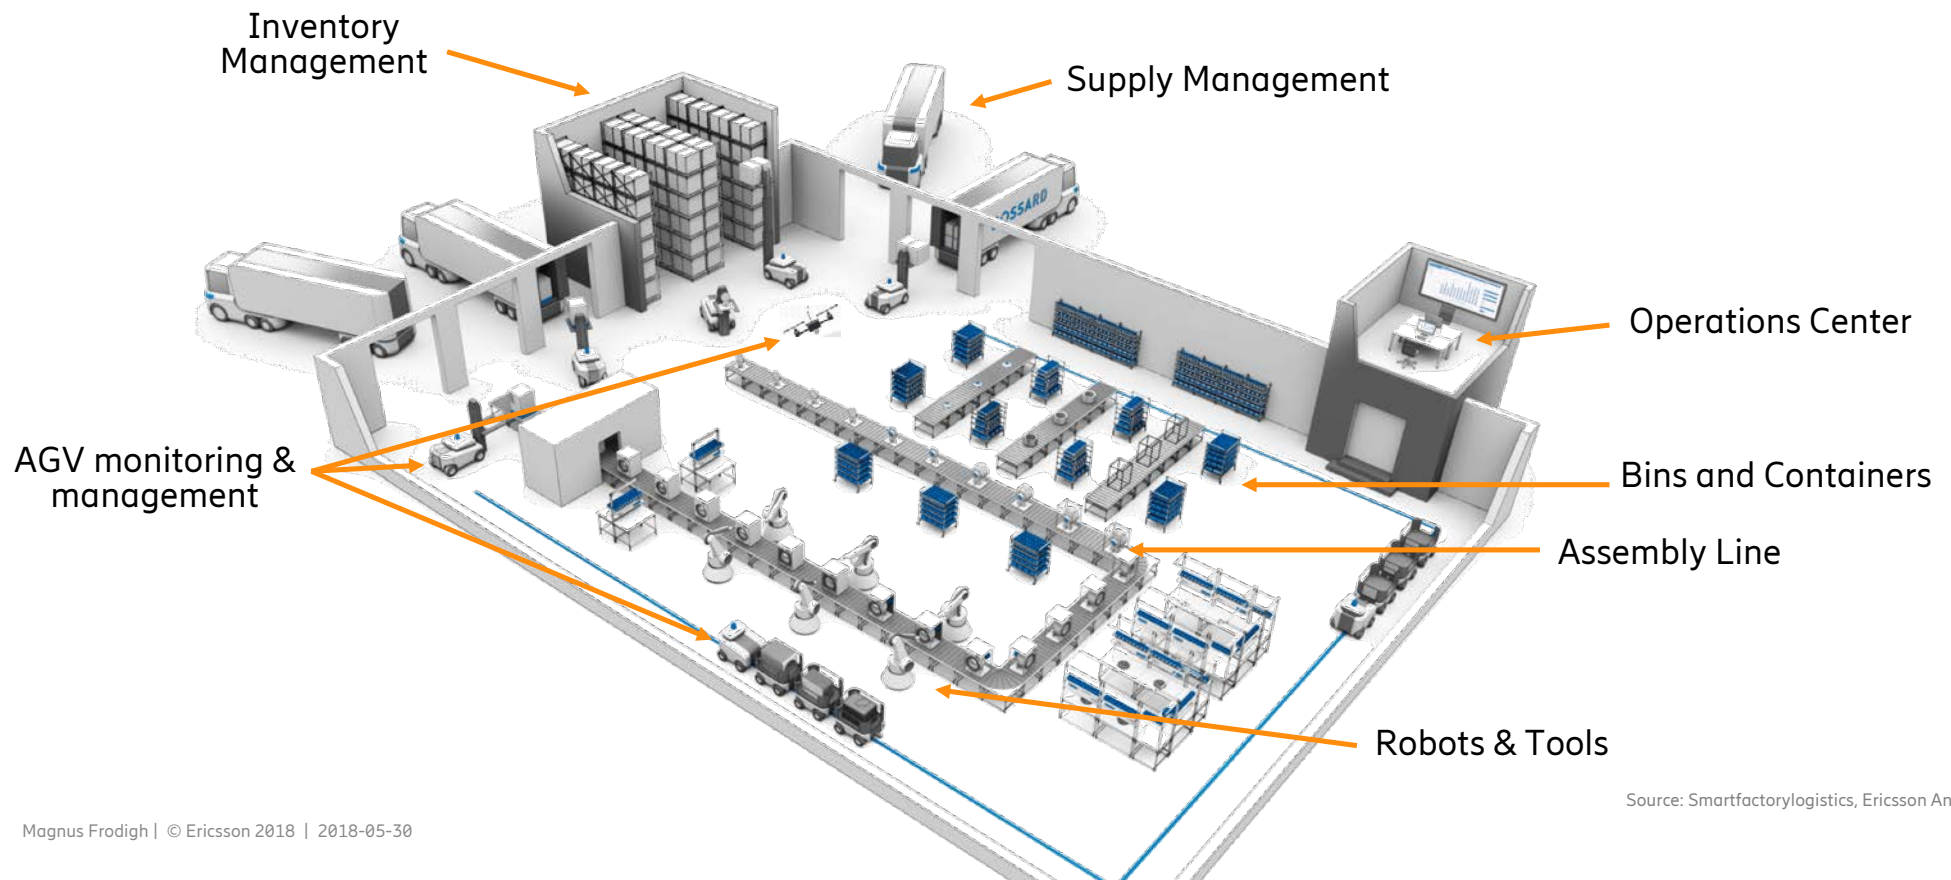 Inventory
Management
Supply Management
OSSARD
Operations Center
AGV monitoring &
management
Bins and Containers
Assembly Line
Robots & Tools
Source: Smartfactorylogistics, Ericsson An
Magnus Frodigh | © Ericsson 2018 | 2018-05-30